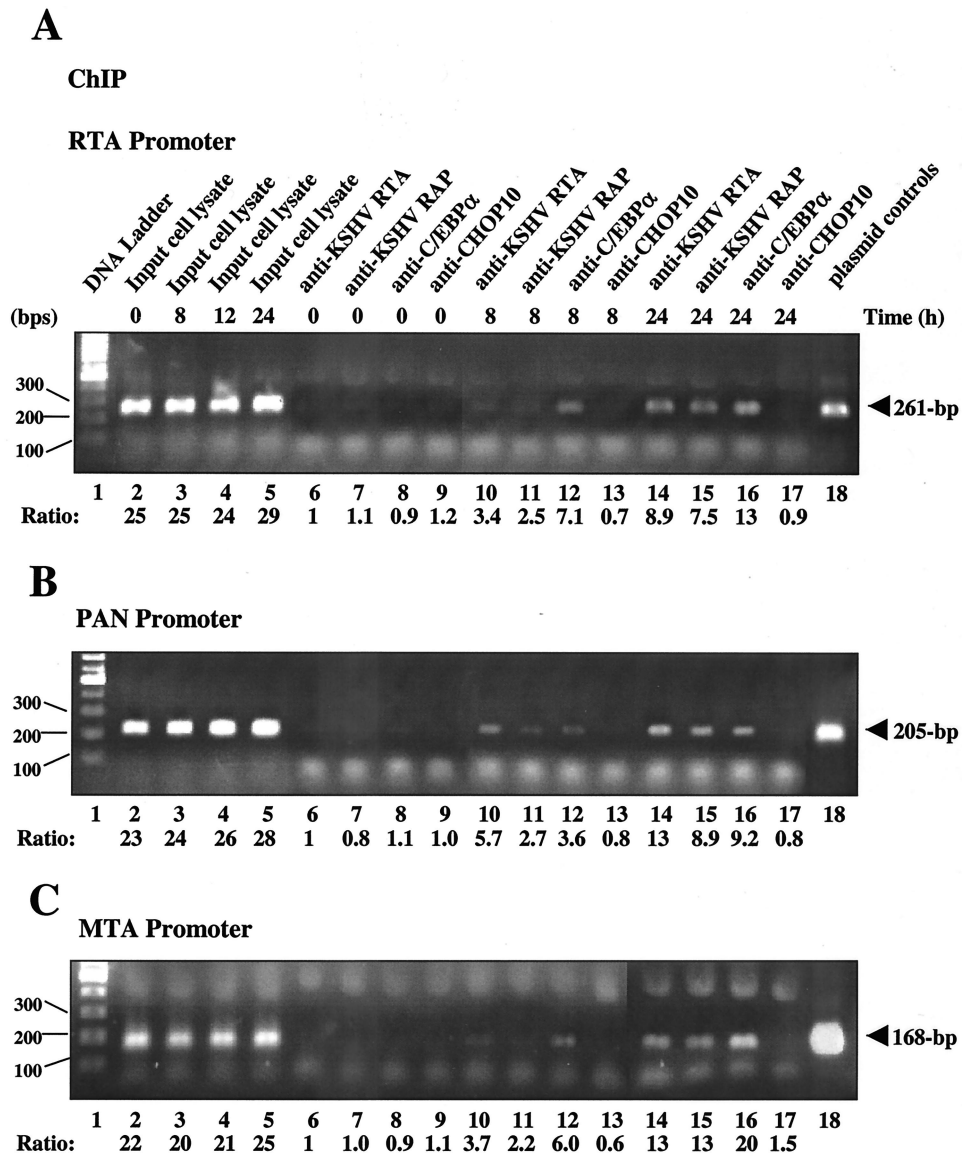 A
ChIP
RTA Promoter
DNA Ladder
Input cell lysate
Input cell lysate
Input cell lysate
Input cell lysate
anti-KSHV RTA
anti-KSHV RAP
anti-C/EBPα
anti-CHOP10
anti-KSHV RTA
anti-KSHV RAP
anti-C/EBPα
anti-CHOP10
anti-KSHV RTA
anti-KSHV RAP
anti-C/EBPα
anti-CHOP10
plasmid controls
(bps) 0 8 12 24 0 0 0 0 8 8 8 8 24 24 24 24 Time (h)
300
200
100
261-bp
1 2 3 4 5 6 7 8 9 10 11 12 13 14 15 16 17 18
Ratio: 25 25 24 29 1 1.1 0.9 1.2 3.4 2.5 7.1 0.7 8.9 7.5 13 0.9
B
PAN Promoter
300
200
100
205-bp
1 2 3 4 5 6 7 8 9 10 11 12 13 14 15 16 17 18
Ratio: 23 24 26 28 1 0.8 1.1 1.0 5.7 2.7 3.6 0.8 13 8.9 9.2 0.8
C
MTA Promoter
300
200
100
168-bp
1 2 3 4 5 6 7 8 9 10 11 12 13 14 15 16 17 18
Ratio: 22 20 21 25 1 1.0 0.9 1.1 3.7 2.2 6.0 0.6 13 13 20 1.5